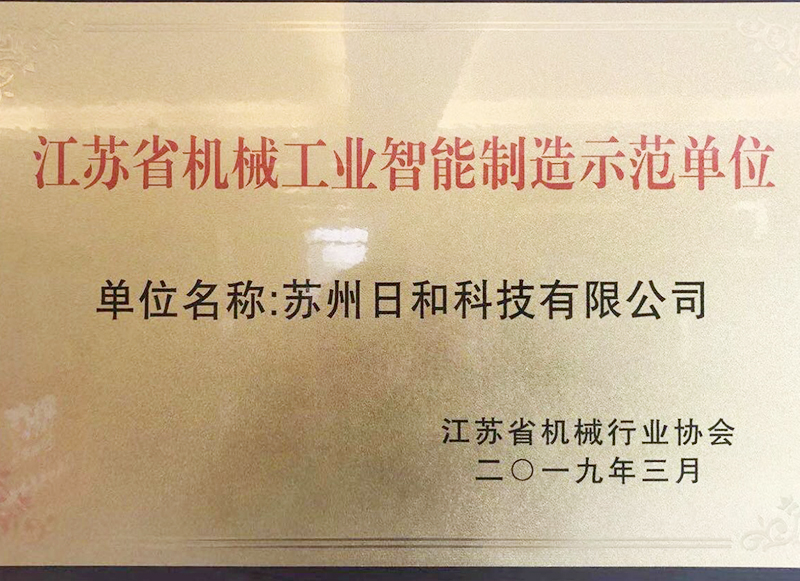 江苏省机械工业智能制造示范单位
单位名称:苏州日和科技有限公司
江苏省机械行业协会
二〇一九年三月